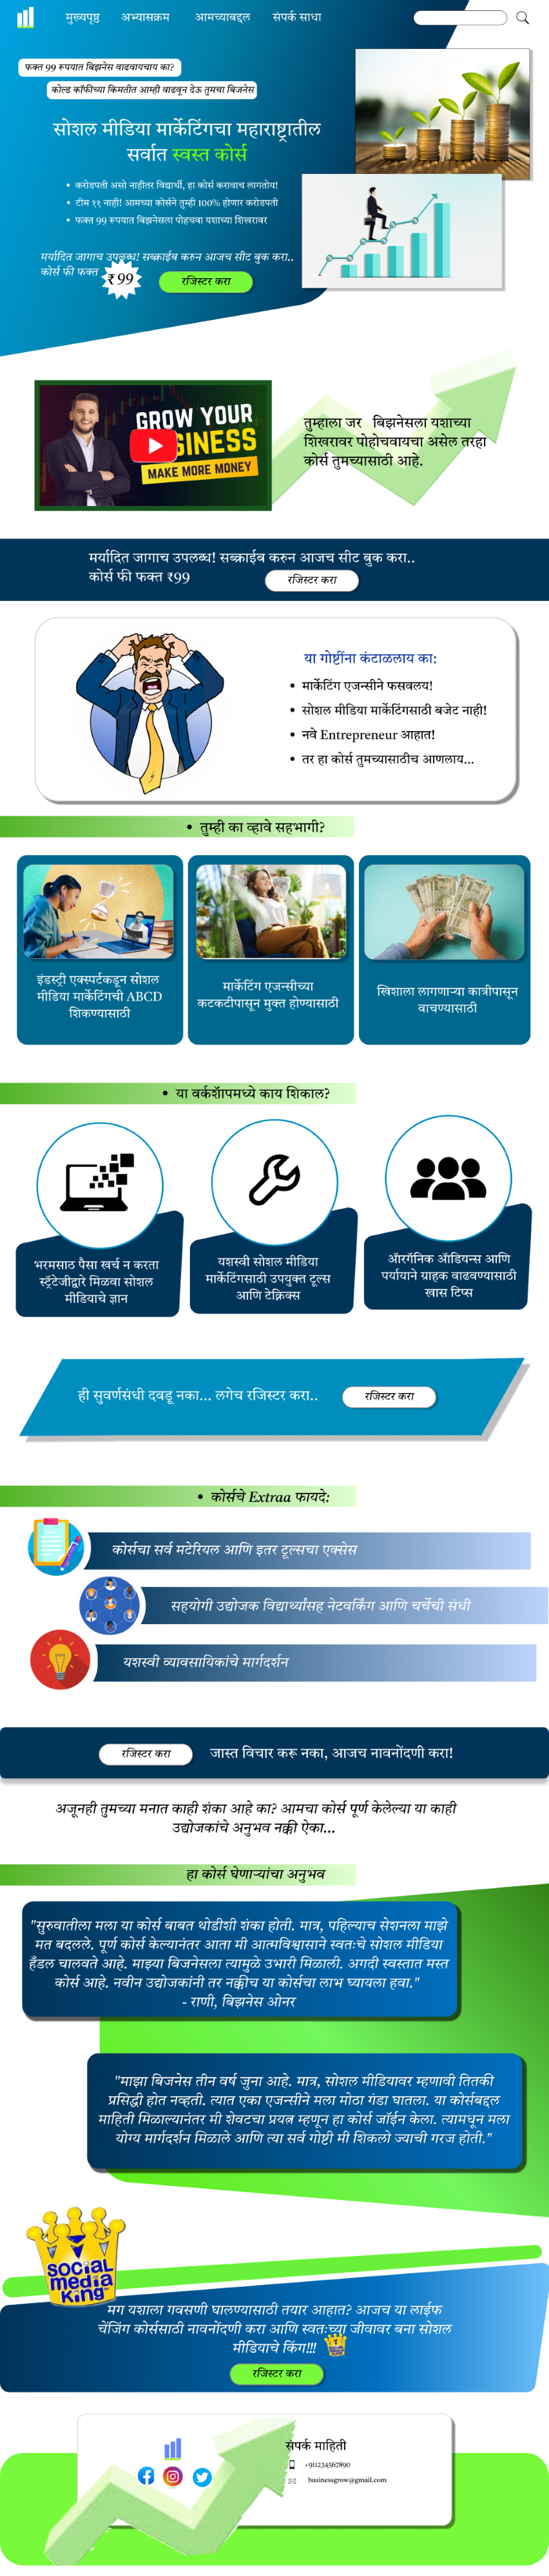 मुख्यपृष्ठ अभ्यासक्रम आमच्याबद्दल संपर्क साधा
फक्त 99 रूपयात बिझनेस वाढवायचाय का?
कोल्ड कॉफीच्या किमतीत आम्ही वाढवून देऊ तुमचा बिजनेस
सोशल मीडिया मार्केटिंगचा महाराष्ट्रातील
सर्वात स्वस्त कोर्स
• करोडपती असो नाहीतर विद्यार्थी, हा कोर्स करावाच लागतोय!
• टीम ११ नाही! आमच्या कोर्सने तुम्ही 100% होणार करोडपती
• फक्त 99 रूपयात बिझनेसला पोहचवा यशाच्या शिखरावर
मर्यादित जागाच उपलब्ध! सब्क्राईब करुन आजच सीट बुक करा..
कोर्स फी फक्त ₹ 99
रजिस्टर करा
GROW YOUR
BUSINESS
MAKE MORE MONEY
तुम्हाला जर बिझनेसला यशाच्या
शिखरावर पोहोचवायचा असेल तरहा
कोर्स तुमच्यासाठी आहे.
मर्यादित जागाच उपलब्ध! सब्क्राईब करुन आजच सीट बुक करा..
कोर्स फी फक्त ₹99
रजिस्टर करा
या गोष्टींना कंटाळलाय का:
• मार्केटिंग एजन्सीने फसवलय!
• सोशल मीडिया मार्केटिंगसाठी बजेट नाही!
• नवे Entrepreneur आहात!
• तर हा कोर्स तुमच्यासाठीच आणलाय...
• तुम्ही का व्हावे सहभागी?
इंडस्ट्री एक्स्पर्टकडून सोशल
मीडिया मार्केटिंगची ABCD
शिकण्यासाठी
मार्केटिंग एजन्सीच्या
कटकटीपासून मुक्त होण्यासाठी
खिशाला लागणाऱ्या कात्रीपासून
वाचण्यासाठी
• या वर्कशॉपमध्ये काय शिकाल?
भरमसाठ पैसा खर्च न करता
स्ट्रॅटेजीद्वारे मिळवा सोशल
मीडियाचे ज्ञान
यशस्वी सोशल मीडिया
मार्केटिंगसाठी उपयुक्त टूल्स
आणि टेक्निक्स
ऑरगॅनिक ऑडियन्स आणि
पर्यायाने ग्राहक वाढवण्यासाठी
खास टिप्स
ही सुवर्णसंधी दवडू नका... लगेच रजिस्टर करा..
रजिस्टर करा
• कोर्सचे Extraa फायदे:
कोर्सचा सर्व मटेरियल आणि इतर टूल्सचा एक्सेस
सहयोगी उद्योजक विद्यार्थ्यांसह नेटवर्किंग आणि चर्चेची संधी
यशस्वी व्यावसायिकांचे मार्गदर्शन
रजिस्टर करा
जास्त विचार करू नका, आजच नावनोंदणी करा!
अजूनही तुमच्या मनात काही शंका आहे का? आमचा कोर्स पूर्ण केलेल्या या काही
उद्योजकांचे अनुभव नक्की ऐका...
हा कोर्स घेणाऱ्यांचा अनुभव
"सुरुवातीला मला या कोर्स बाबत थोडीशी शंका होती. मात्र, पहिल्याच सेशनला माझे
मत बदलले. पूर्ण कोर्स केल्यानंतर आता मी आत्मविश्वासाने स्वतःचे सोशल मीडिया
हँडल चालवते आहे. माझ्या बिजनेसला त्यामुळे उभारी मिळाली. अगदी स्वस्तात मस्त
कोर्स आहे. नवीन उद्योजकांनी तर नक्कीच या कोर्सचा लाभ घ्यायला हवा."
- राणी, बिझनेस ओनर
"माझा बिजनेस तीन वर्ष जुना आहे. मात्र, सोशल मीडियावर म्हणावी तितकी
प्रसिद्धी होत नव्हती. त्यात एका एजन्सीने मला मोठा गंडा घातला. या कोर्सबद्दल
माहिती मिळाल्यानंतर मी शेवटचा प्रयत्न म्हणून हा कोर्स जॉईन केला. त्यामधून मला
योग्य मार्गदर्शन मिळाले आणि त्या सर्व गोष्टी मी शिकलो ज्याची गरज होती."
social
media
King
मग यशाला गवसणी घालण्यासाठी तयार आहात? आजच या लाईफ
चेंजिंग कोर्ससाठी नावनोंदणी करा आणि स्वतःच्या जीवावर बना सोशल
मीडियाचे किंग!!!
रजिस्टर करा
संपर्क माहिती
+911234567890
businessgrow@gmail.com